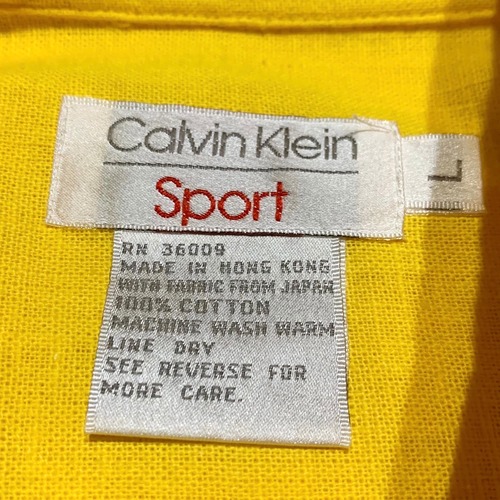 Calvin Klein
Sport
L
RN 36009
MADE IN HONG KONG
WITH FABRIC FROM JAPAN
100% COTTON
MACHINE WASH WARM
LINE DRY
SEE REVERSE FOR
MORE CARE.